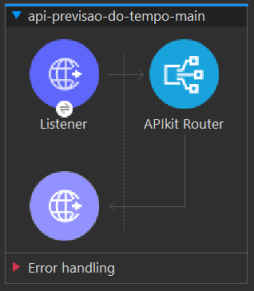 api-previsao-do-tempo-main
Listener
APIkit Router
Error handling